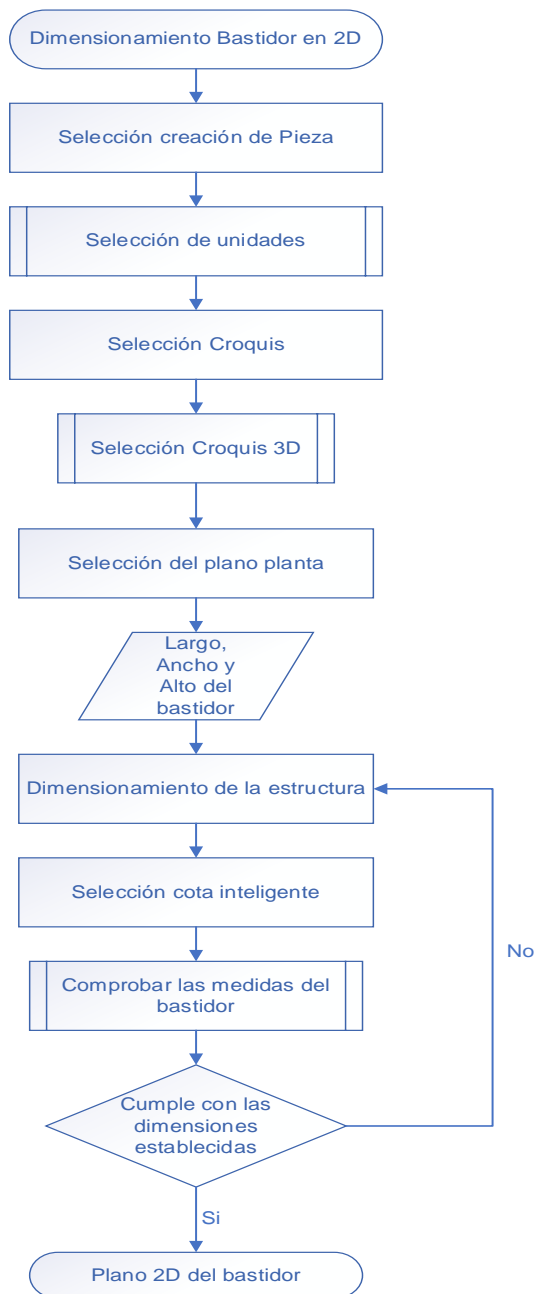 Dimensionamiento Bastidor en 2D
Selección creación de Pieza
Selección de unidades
Selección Croquis
Selección Croquis 3D
Selección del plano planta
Largo,
Ancho y
Alto del
bastidor
Dimensionamiento de la estructura
Selección cota inteligente
No
Comprobar las medidas del
bastidor
Cumple con las
dimensiones
establecidas
Si
Plano 2D del bastidor